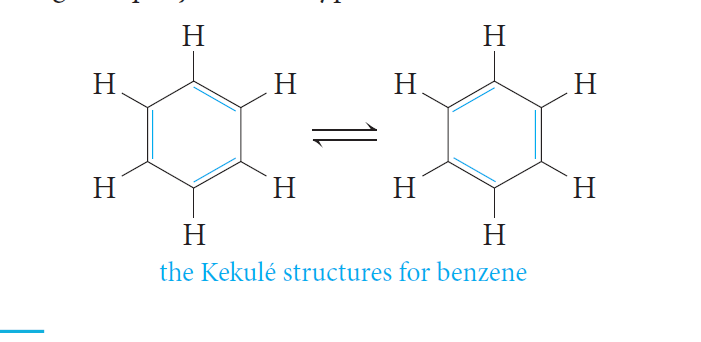 H H
H H H H
H H H H
H H
the Kekulé structures for benzene